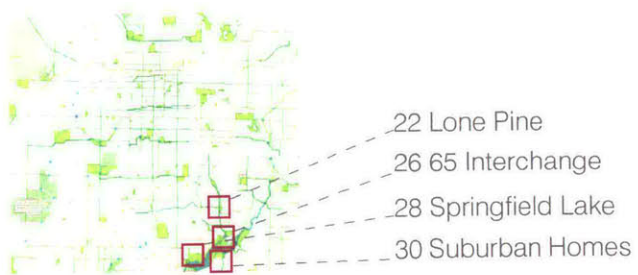 22 Lone Pine
26 65 Interchange
28 Springfield Lake
30 Suburban Homes